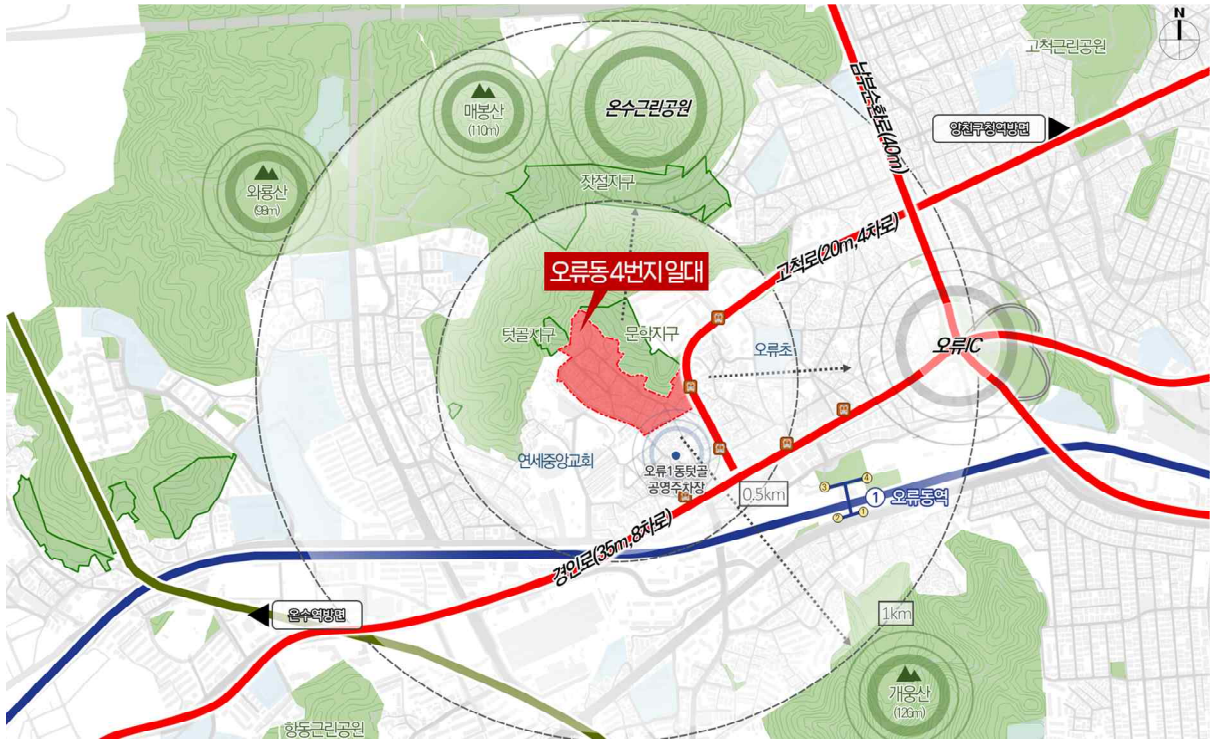 N
고척근린공원
매봉산
(110m)
온수근린공원
남부순환로(40m)
양천구청역방면
와룡산
(98m)
잣절지구
고척로(20m,4차로)
오류동 4번지 일대
텃골지구
문학지구
오류초
오류IC
연세중앙교회
오류1동텃골
공영주차장
0.5km
3
4
2
1
1 오류동역
경인로(35m,8차로)
온수역방면
1km
개웅산
(126m)
항동근린공원